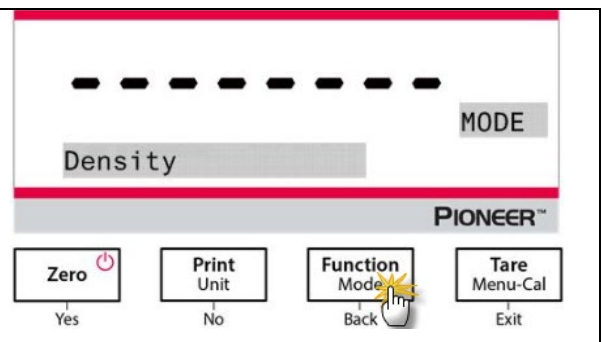 --------
MODE
Density
PIONEER™
Zero
Yes
Print
Unit
No
Function
Mode
Back
Tare
Menu-Cal
Exit